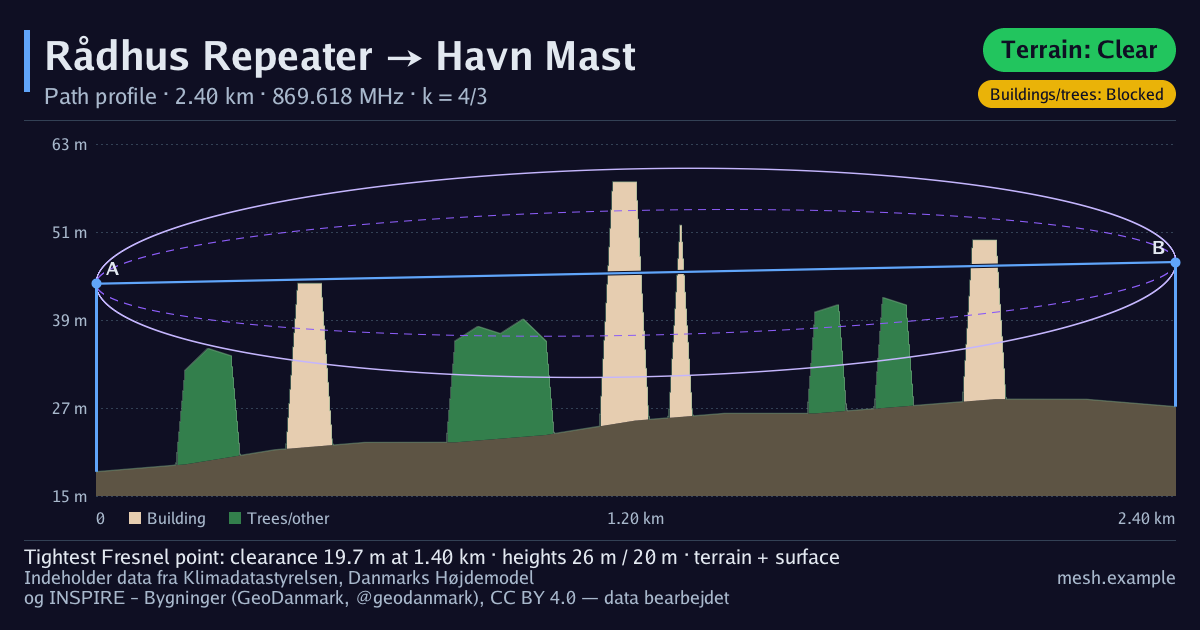 Rådhus Repeater → Havn Mast
Terrain: Clear
Path profile · 2.40 km · 869.618 MHz · k = 4/3
Buildings/trees: Blocked
63 m
51 m
39 m
27 m
15 m
A
B
0
Building
Trees/other
1.20 km
2.40 km
Tightest Fresnel point: clearance 19.7 m at 1.40 km · heights 26 m / 20 m · terrain + surface
Indeholder data fra Klimadatastyrelsen, Danmarks Højdemodel
mesh.example
og INSPIRE – Bygninger (GeoDanmark, @geodanmark), CC BY 4.0 — data bearbejdet